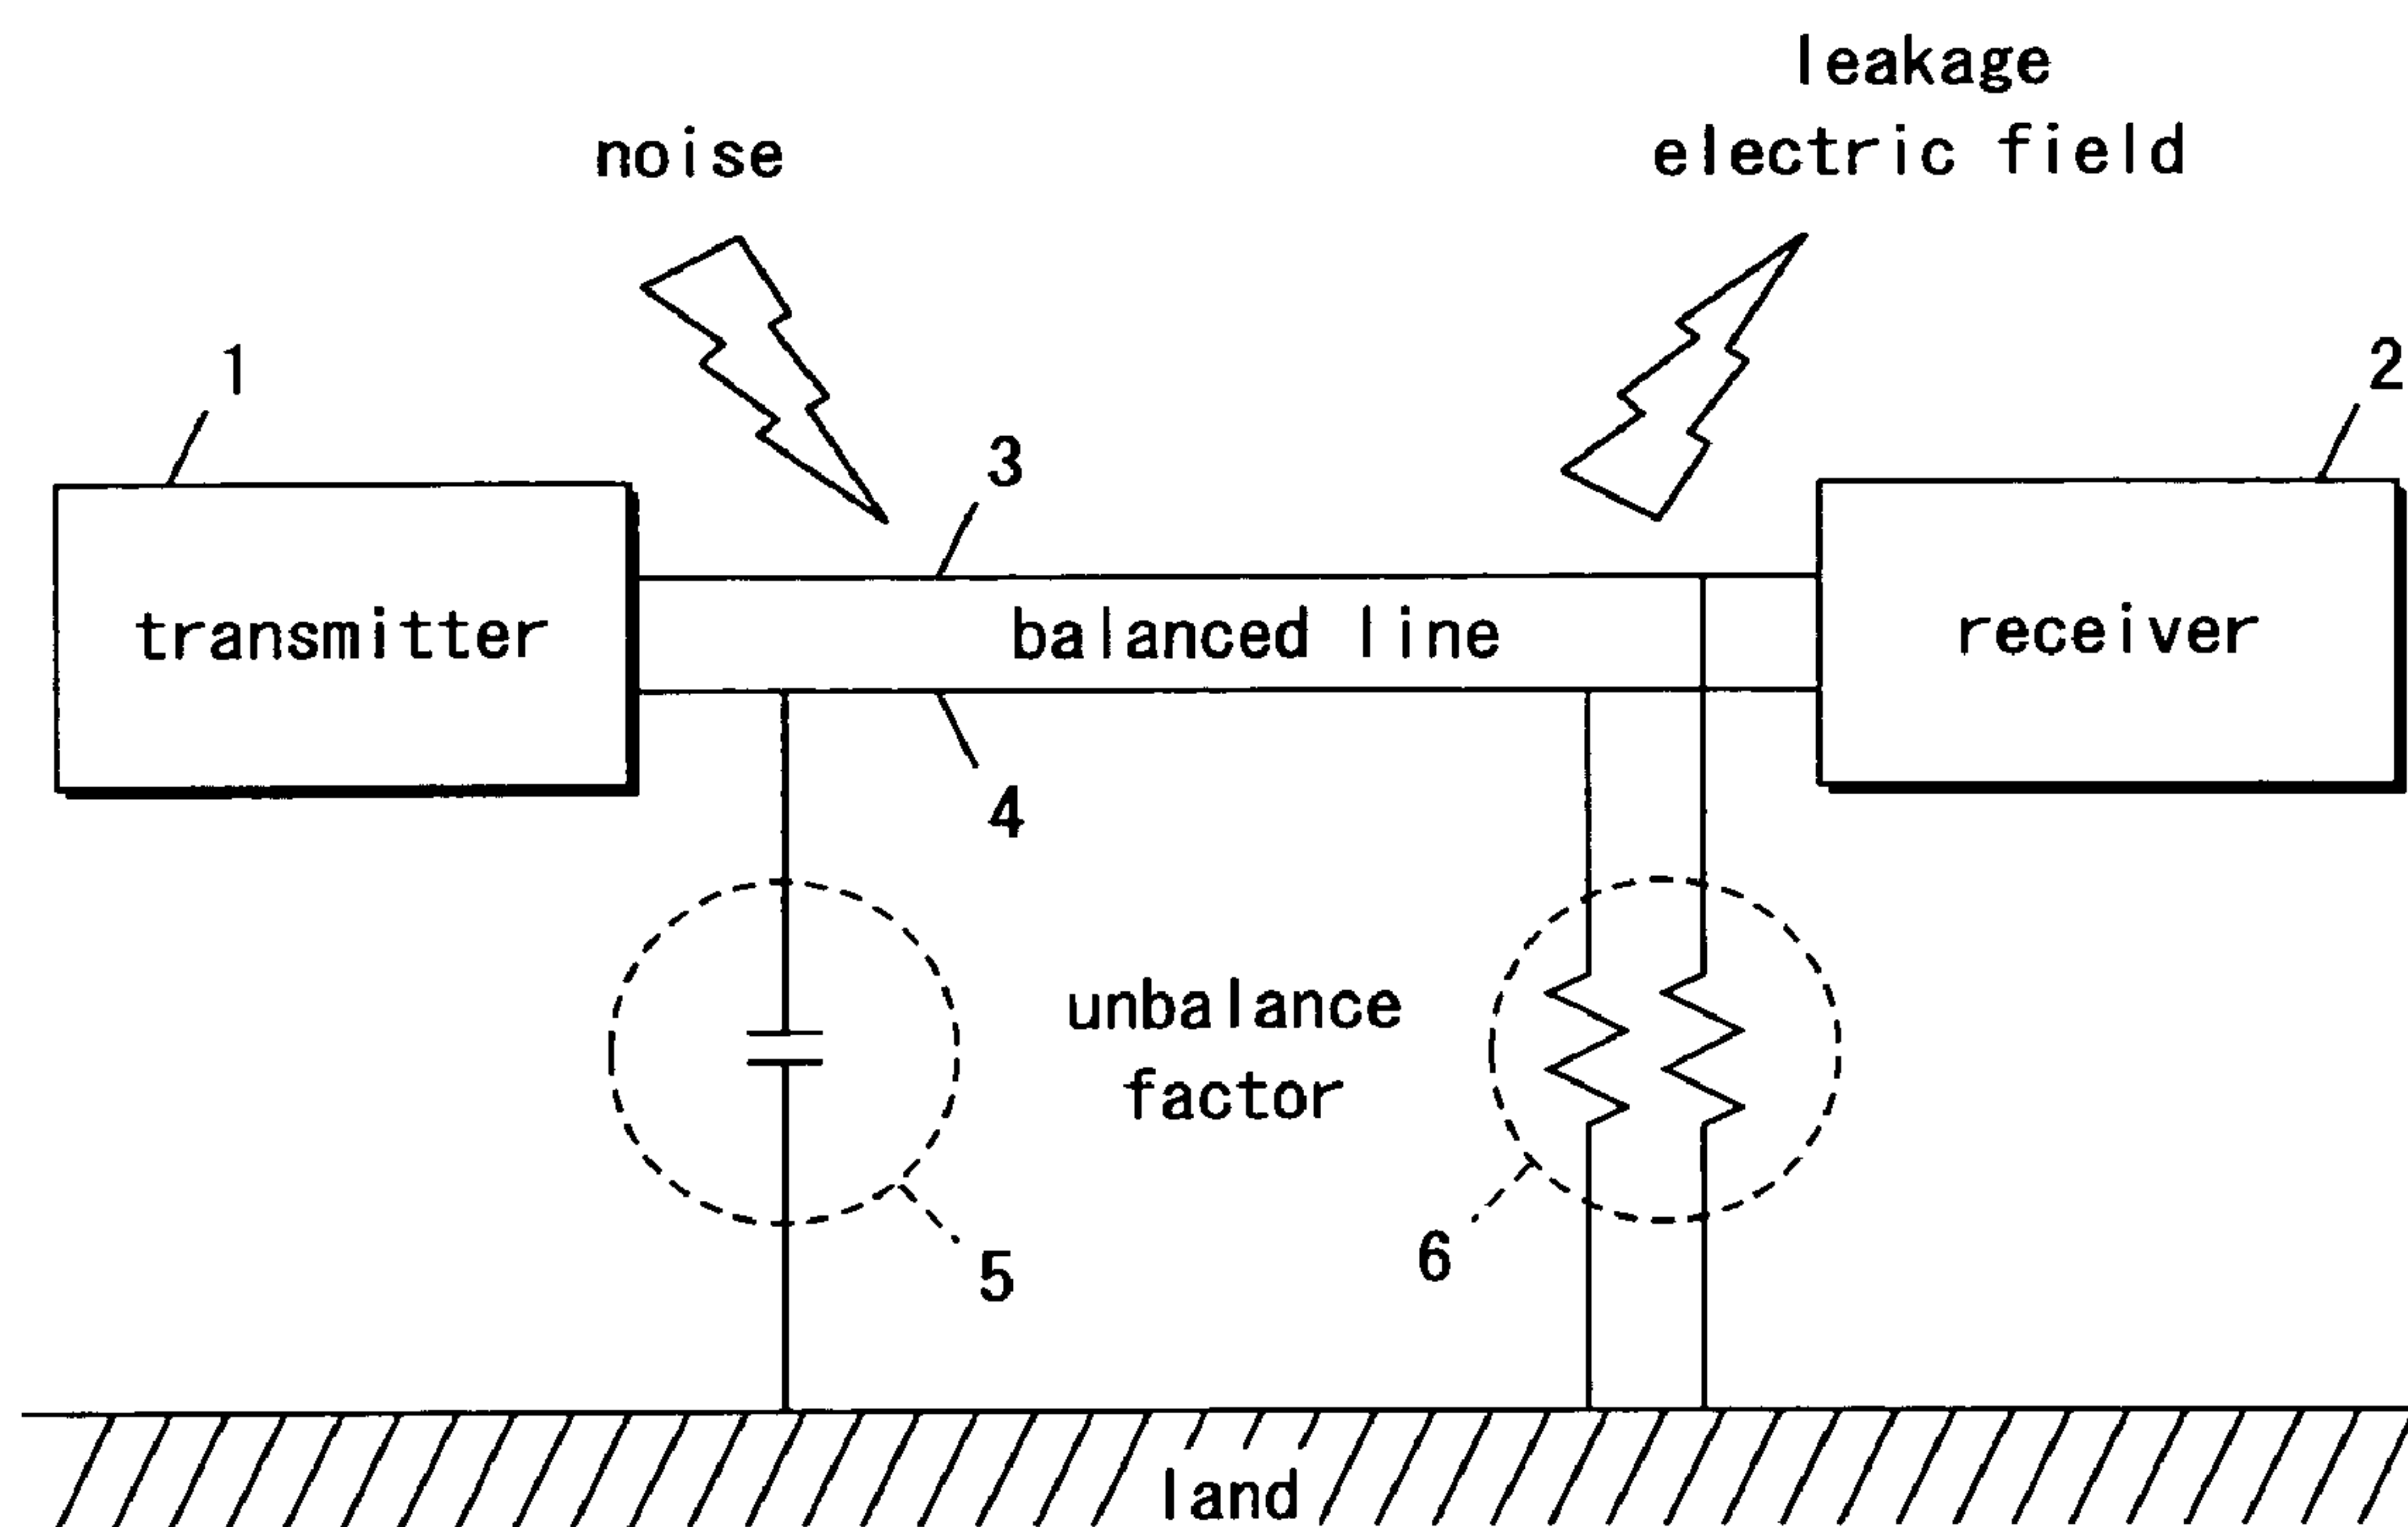 leakage
electric field
noise
1
2
3
transmitter
balanced line
receiver
4
unbalance
factor
5
6
land